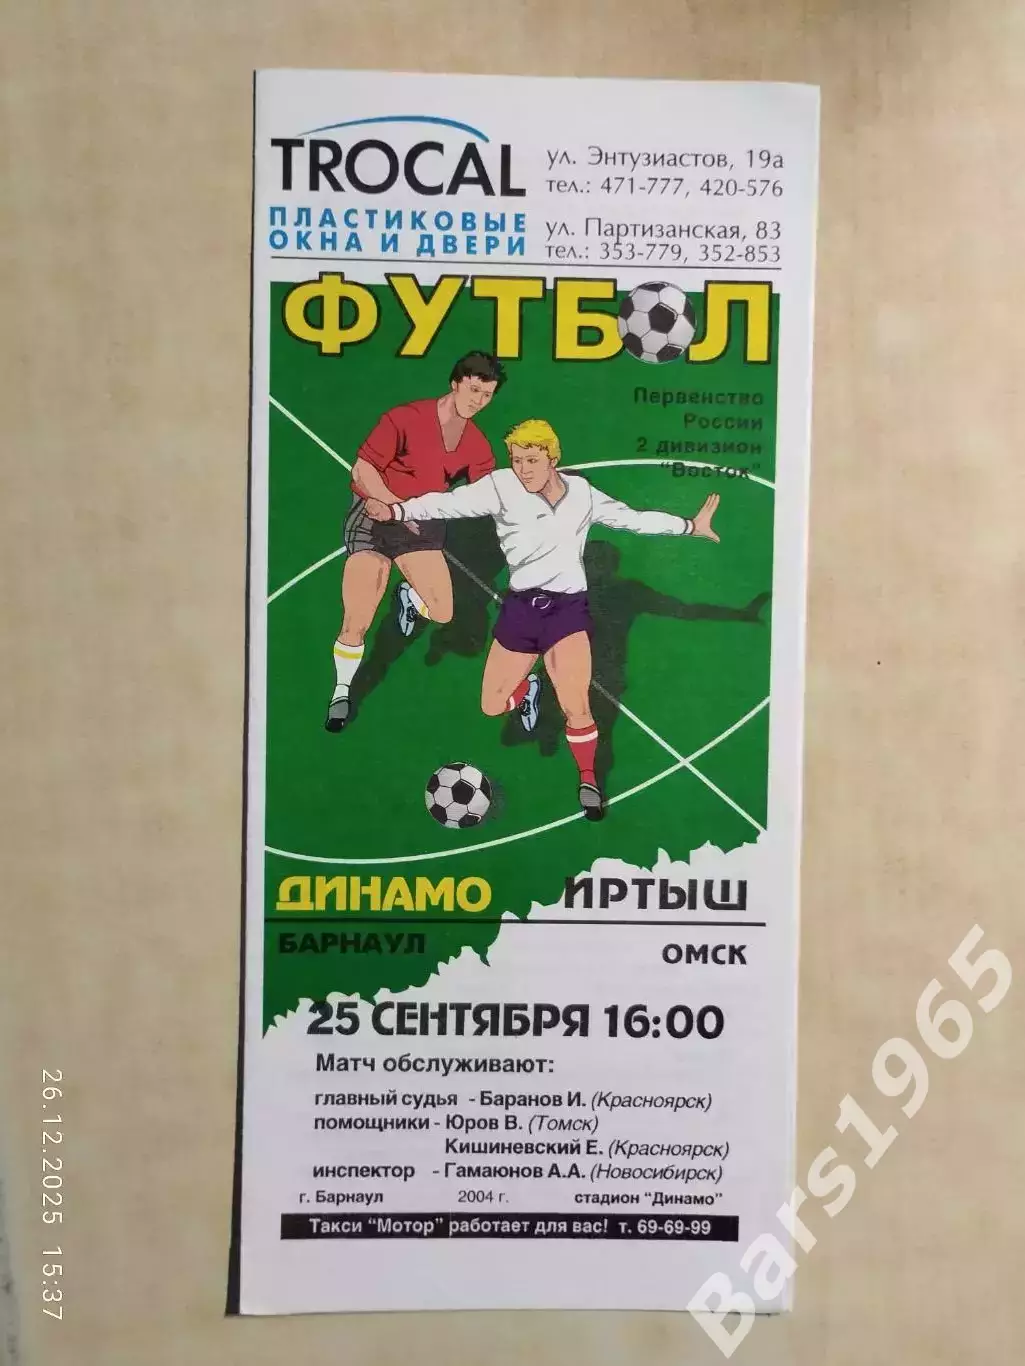 TROCAL
ПЛАСТИКОВЫЕ
ОКНА И ДВЕРИ
ул. Энтузиастов, 19а
тел.: 471-777, 420-576
ул. Партизанская, 83
тел.: 353-779, 352-853
ФУТБОЛ
Первенство
России
2 дивизион
"Восток"
ДИНАМО
БАРНАУЛ
ИРТЫШ
ОМСК
25 СЕНТЯБРЯ 16:00
Матч обслуживают:
главный судья - Баранов И. (Красноярск)
помощники - Юров В. (Томск)
Кишиневский Е. (Красноярск)
инспектор - Гамаюнов А.А. (Новосибирск)
г. Барнаул 2004 г. стадион "Динамо"
Такси "Мотор" работает для вас! т. 69-69-99
26.12.2025 15:37
Bars1965